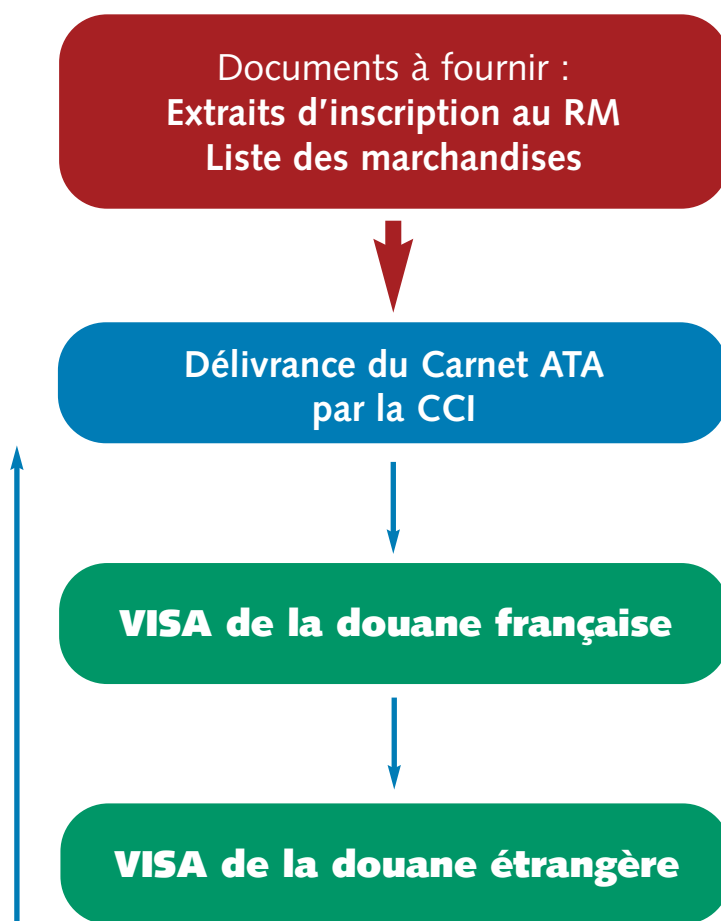 Documents à fournir :
Extraits d’inscription au RM
Liste des marchandises
Délivrance du Carnet ATA
par la CCI
VISA de la douane française
VISA de la douane étrangère